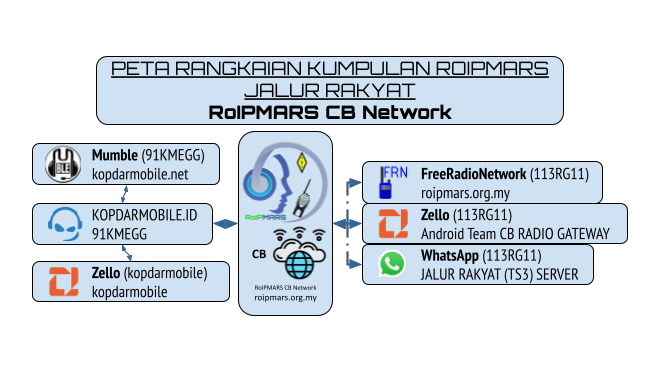 PETA RANGKAIAN KUMPULAN ROIPMARS
JALUR RAKYAT
RoIPMARS CB Network
Mumble (91KMEGG)
kopdarmobile.net
KOPDARMOBILE.ID
91KMEGG
Zello (kopdarmobile)
kopdarmobile
RoiPMARS
CB
RoIPMARS CB Network
roipmars.org.my
FRN
FreeRadioNetwork (113RG11)
roipmars.org.my
Zello (113RG11)
Android Team CB RADIO GATEWAY
WhatsApp (113RG11)
JALUR RAKYAT (TS3) SERVER